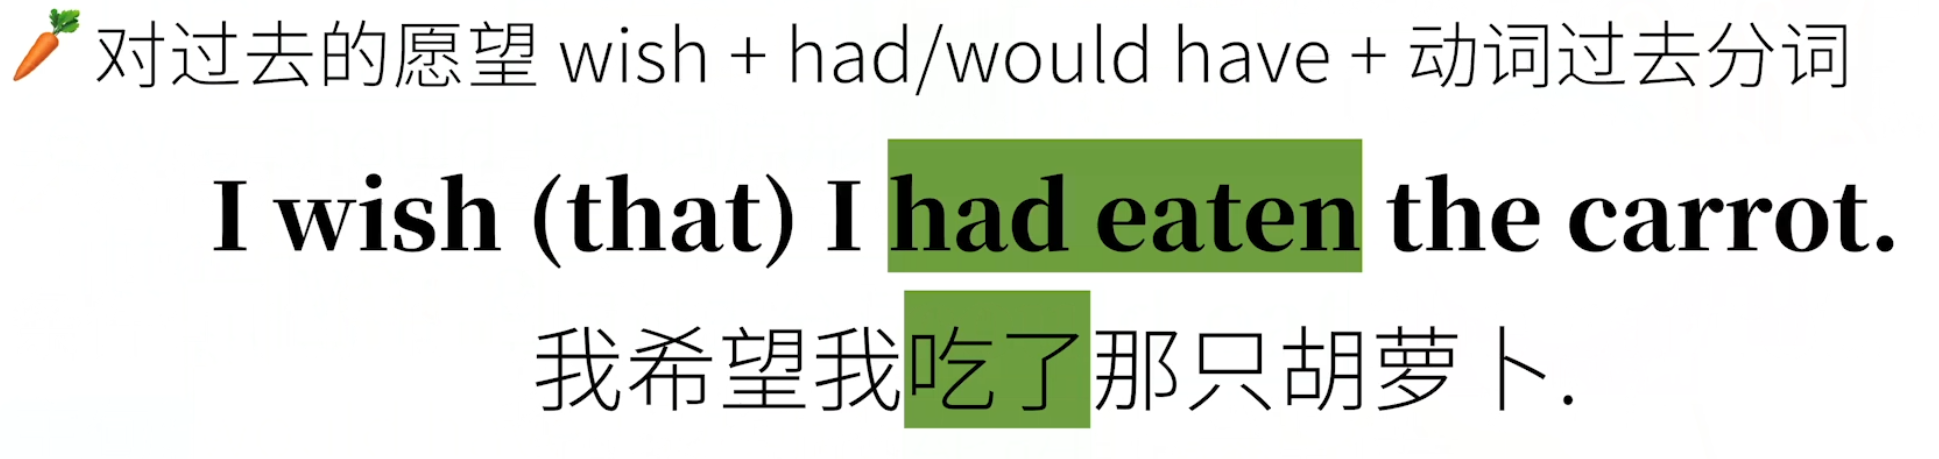 对过去的愿望 wish + had/would have + 动词过去分词
I wish (that) I had eaten the carrot.
我希望我吃了那只胡萝卜.